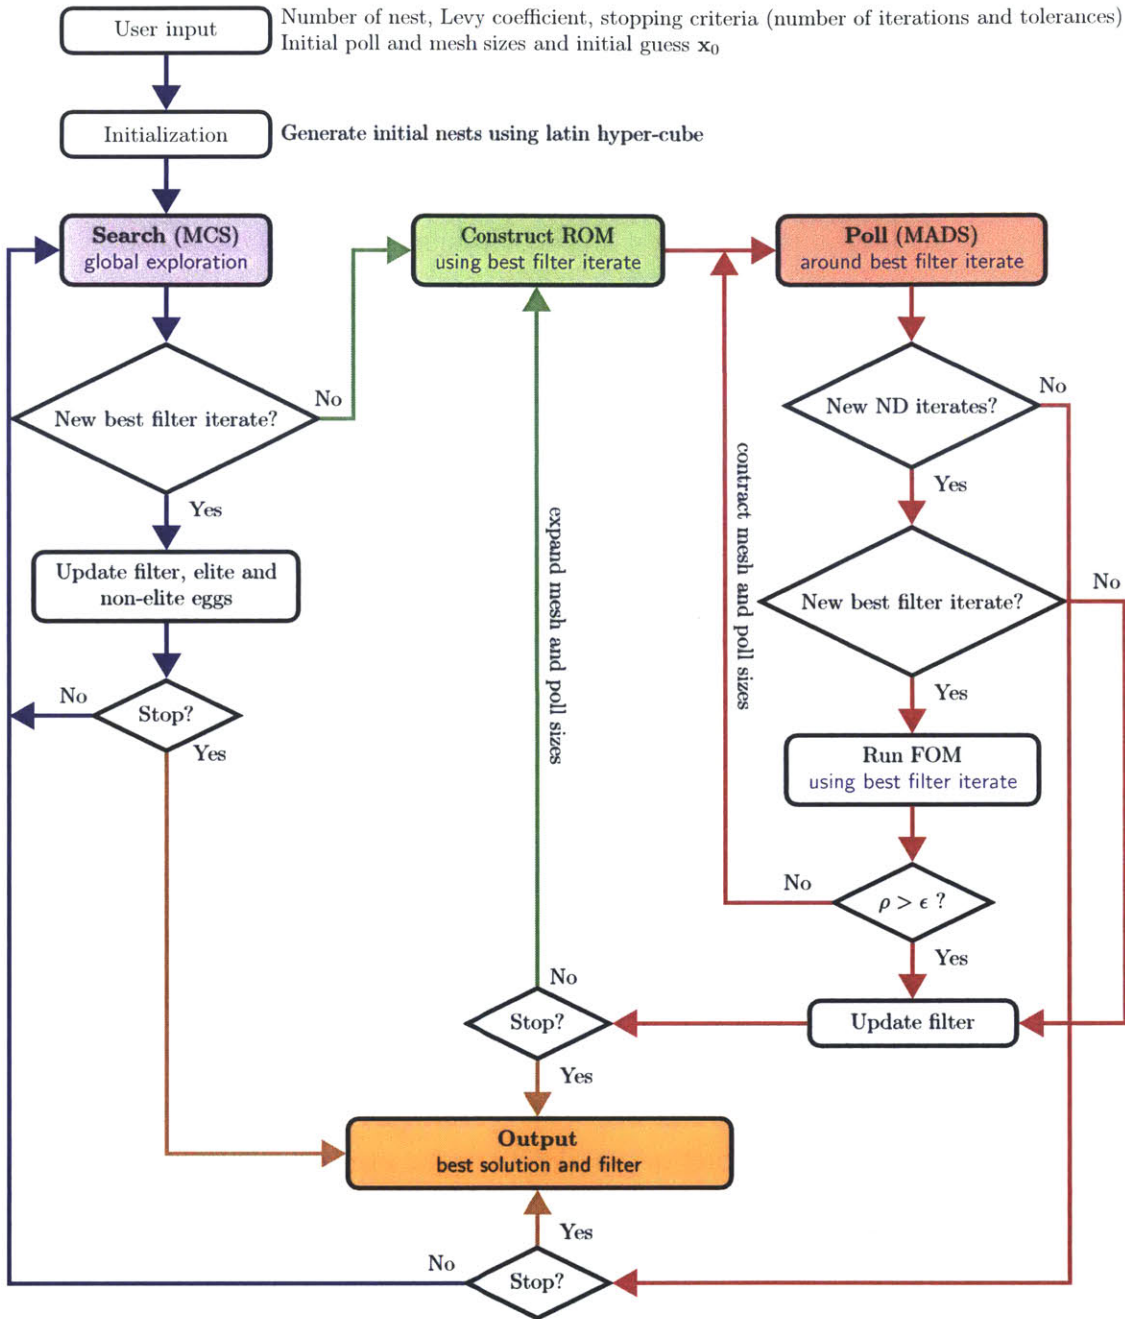 User input
Number of nest, Levy coefficient, stopping criteria (number of iterations and tolerances)
Initial poll and mesh sizes and initial guess x₀
Initialization
Generate initial nests using latin hyper-cube
Search (MCS)
global exploration
Construct ROM
using best filter iterate
Poll (MADS)
around best filter iterate
New best filter iterate?
No
Yes
Update filter, elite and
non-elite eggs
No
Stop?
Yes
expand mesh and poll sizes
contract mesh and poll sizes
New ND iterates?
No
Yes
New best filter iterate?
No
Yes
Run FOM
using best filter iterate
No
ρ > ϵ ?
Yes
Update filter
No
Stop?
Yes
Output
best solution and filter
Yes
No
Stop?